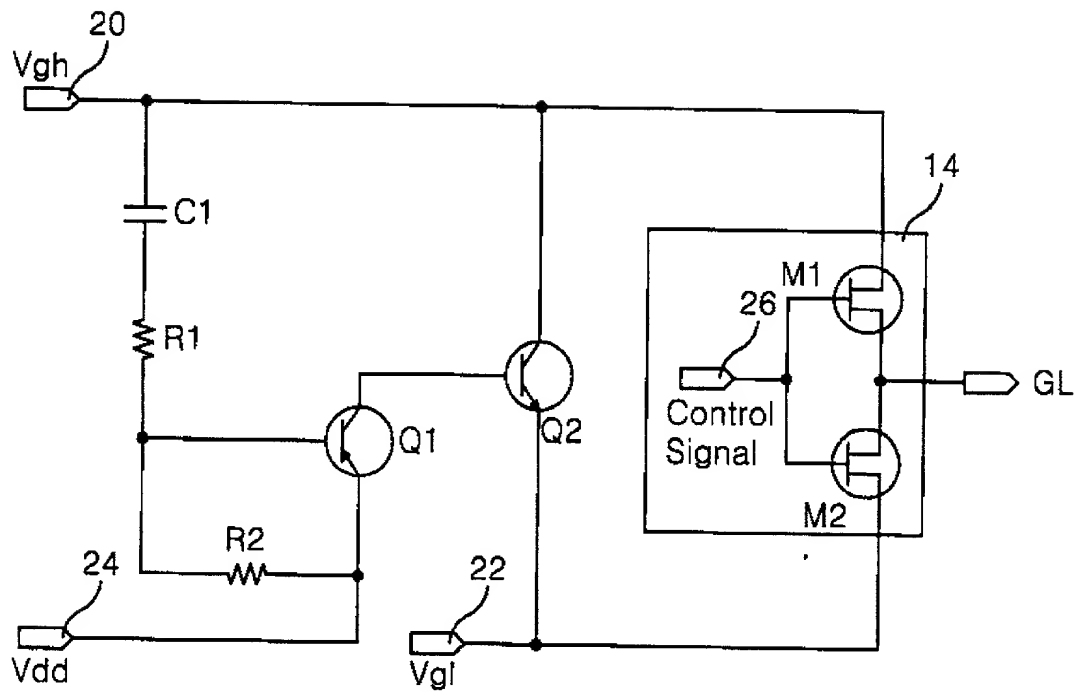 20
Vgh
C1
R1
Q1
Q2
R2
24
Vdd
22
Vgl
14
M1
26
Control
Signal
GL
M2